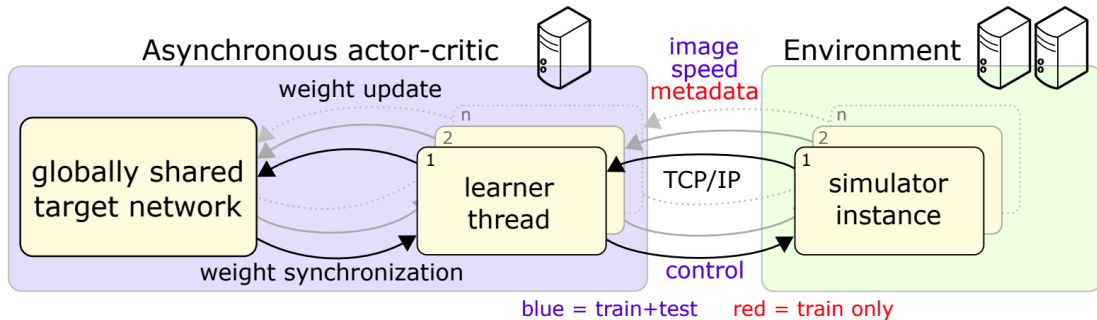 Asynchronous actor-critic
image
speed
metadata
Environment
weight update
n
2
1
globally shared
target network
learner
thread
TCP/IP
n
2
1
simulator
instance
weight synchronization
control
blue = train+test
red = train only